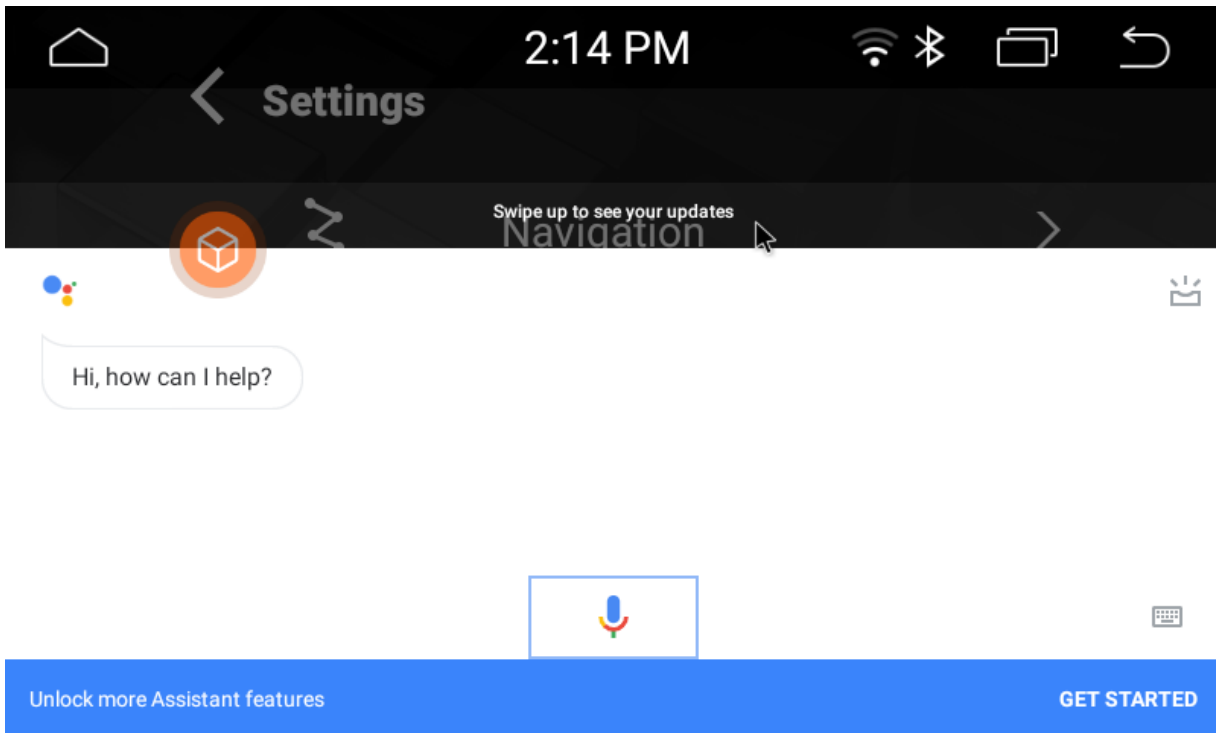 2:14 PM
Settings
Swipe up to see your updates
Navigation
Hi, how can I help?
Unlock more Assistant features
GET STARTED